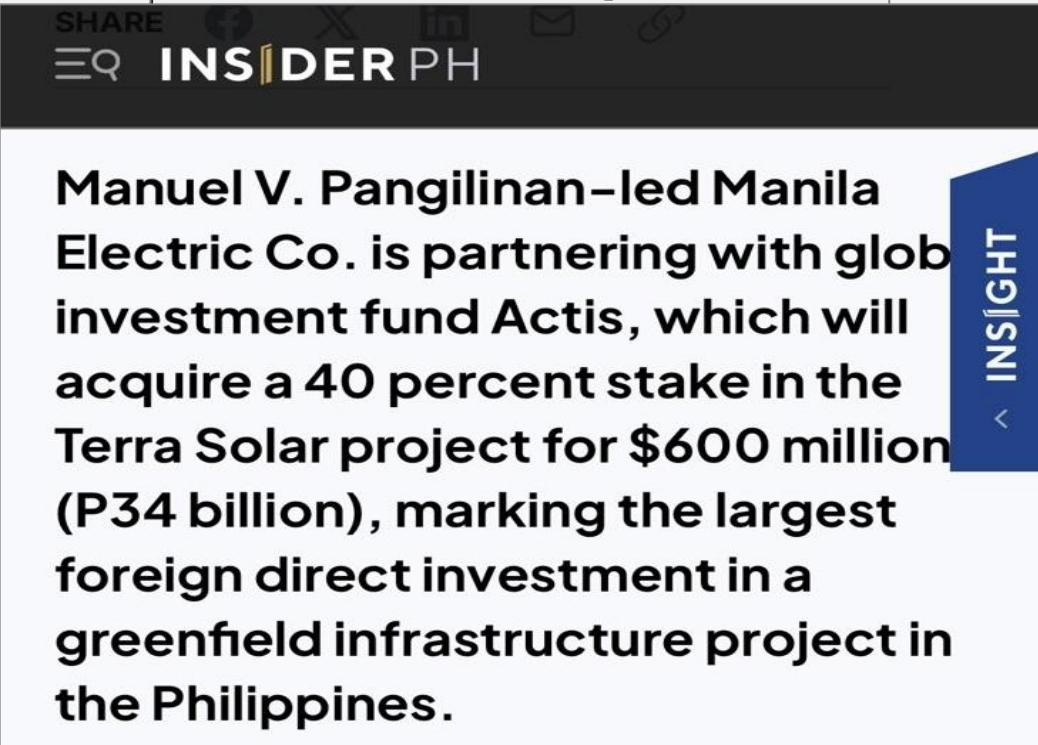 SHARE
INSIDER PH
Manuel V. Pangilinan-led Manila
Electric Co. is partnering with glob
investment fund Actis, which will
acquire a 40 percent stake in the
Terra Solar project for $600 million
(P34 billion), marking the largest
foreign direct investment in a
greenfield infrastructure project in
the Philippines.
INSIGHT